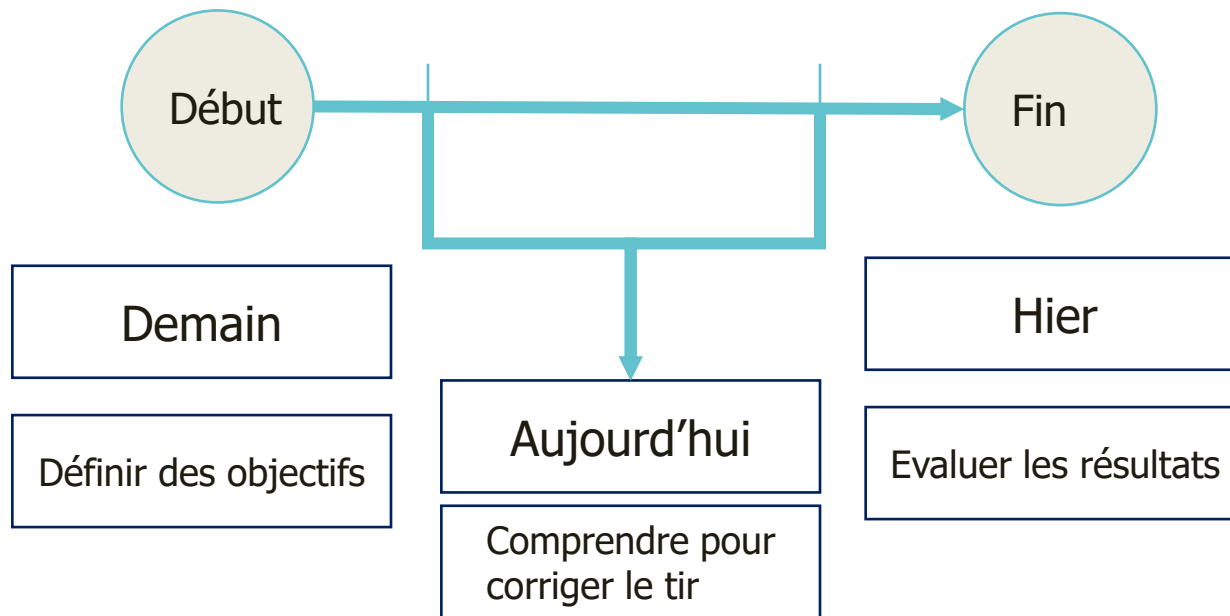 Début
Fin
Demain
Définir des objectifs
Aujourd’hui
Comprendre pour
corriger le tir
Hier
Evaluer les résultats